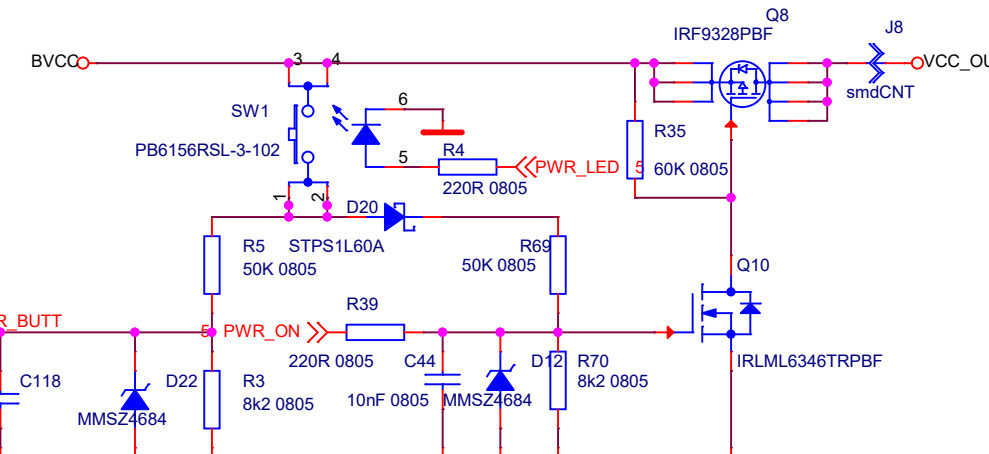 Q8
IRF9328PBF
J8
BVCC
3
4
VCC_OU
smdCNT
6
SW1
R35
PB6156RSL-3-102
5
R4
PWR_LED
5
60K 0805
220R 0805
1
2
D20
R5
STPS1L60A
R69
50K 0805
50K 0805
Q10
R39
R_BUTT
5
PWR_ON
220R 0805
C44
D12
R70
IRLML6346TRPBF
C118
D22
R3
8k2 0805
8k2 0805
10nF 0805
MMSZ4684
MMSZ4684